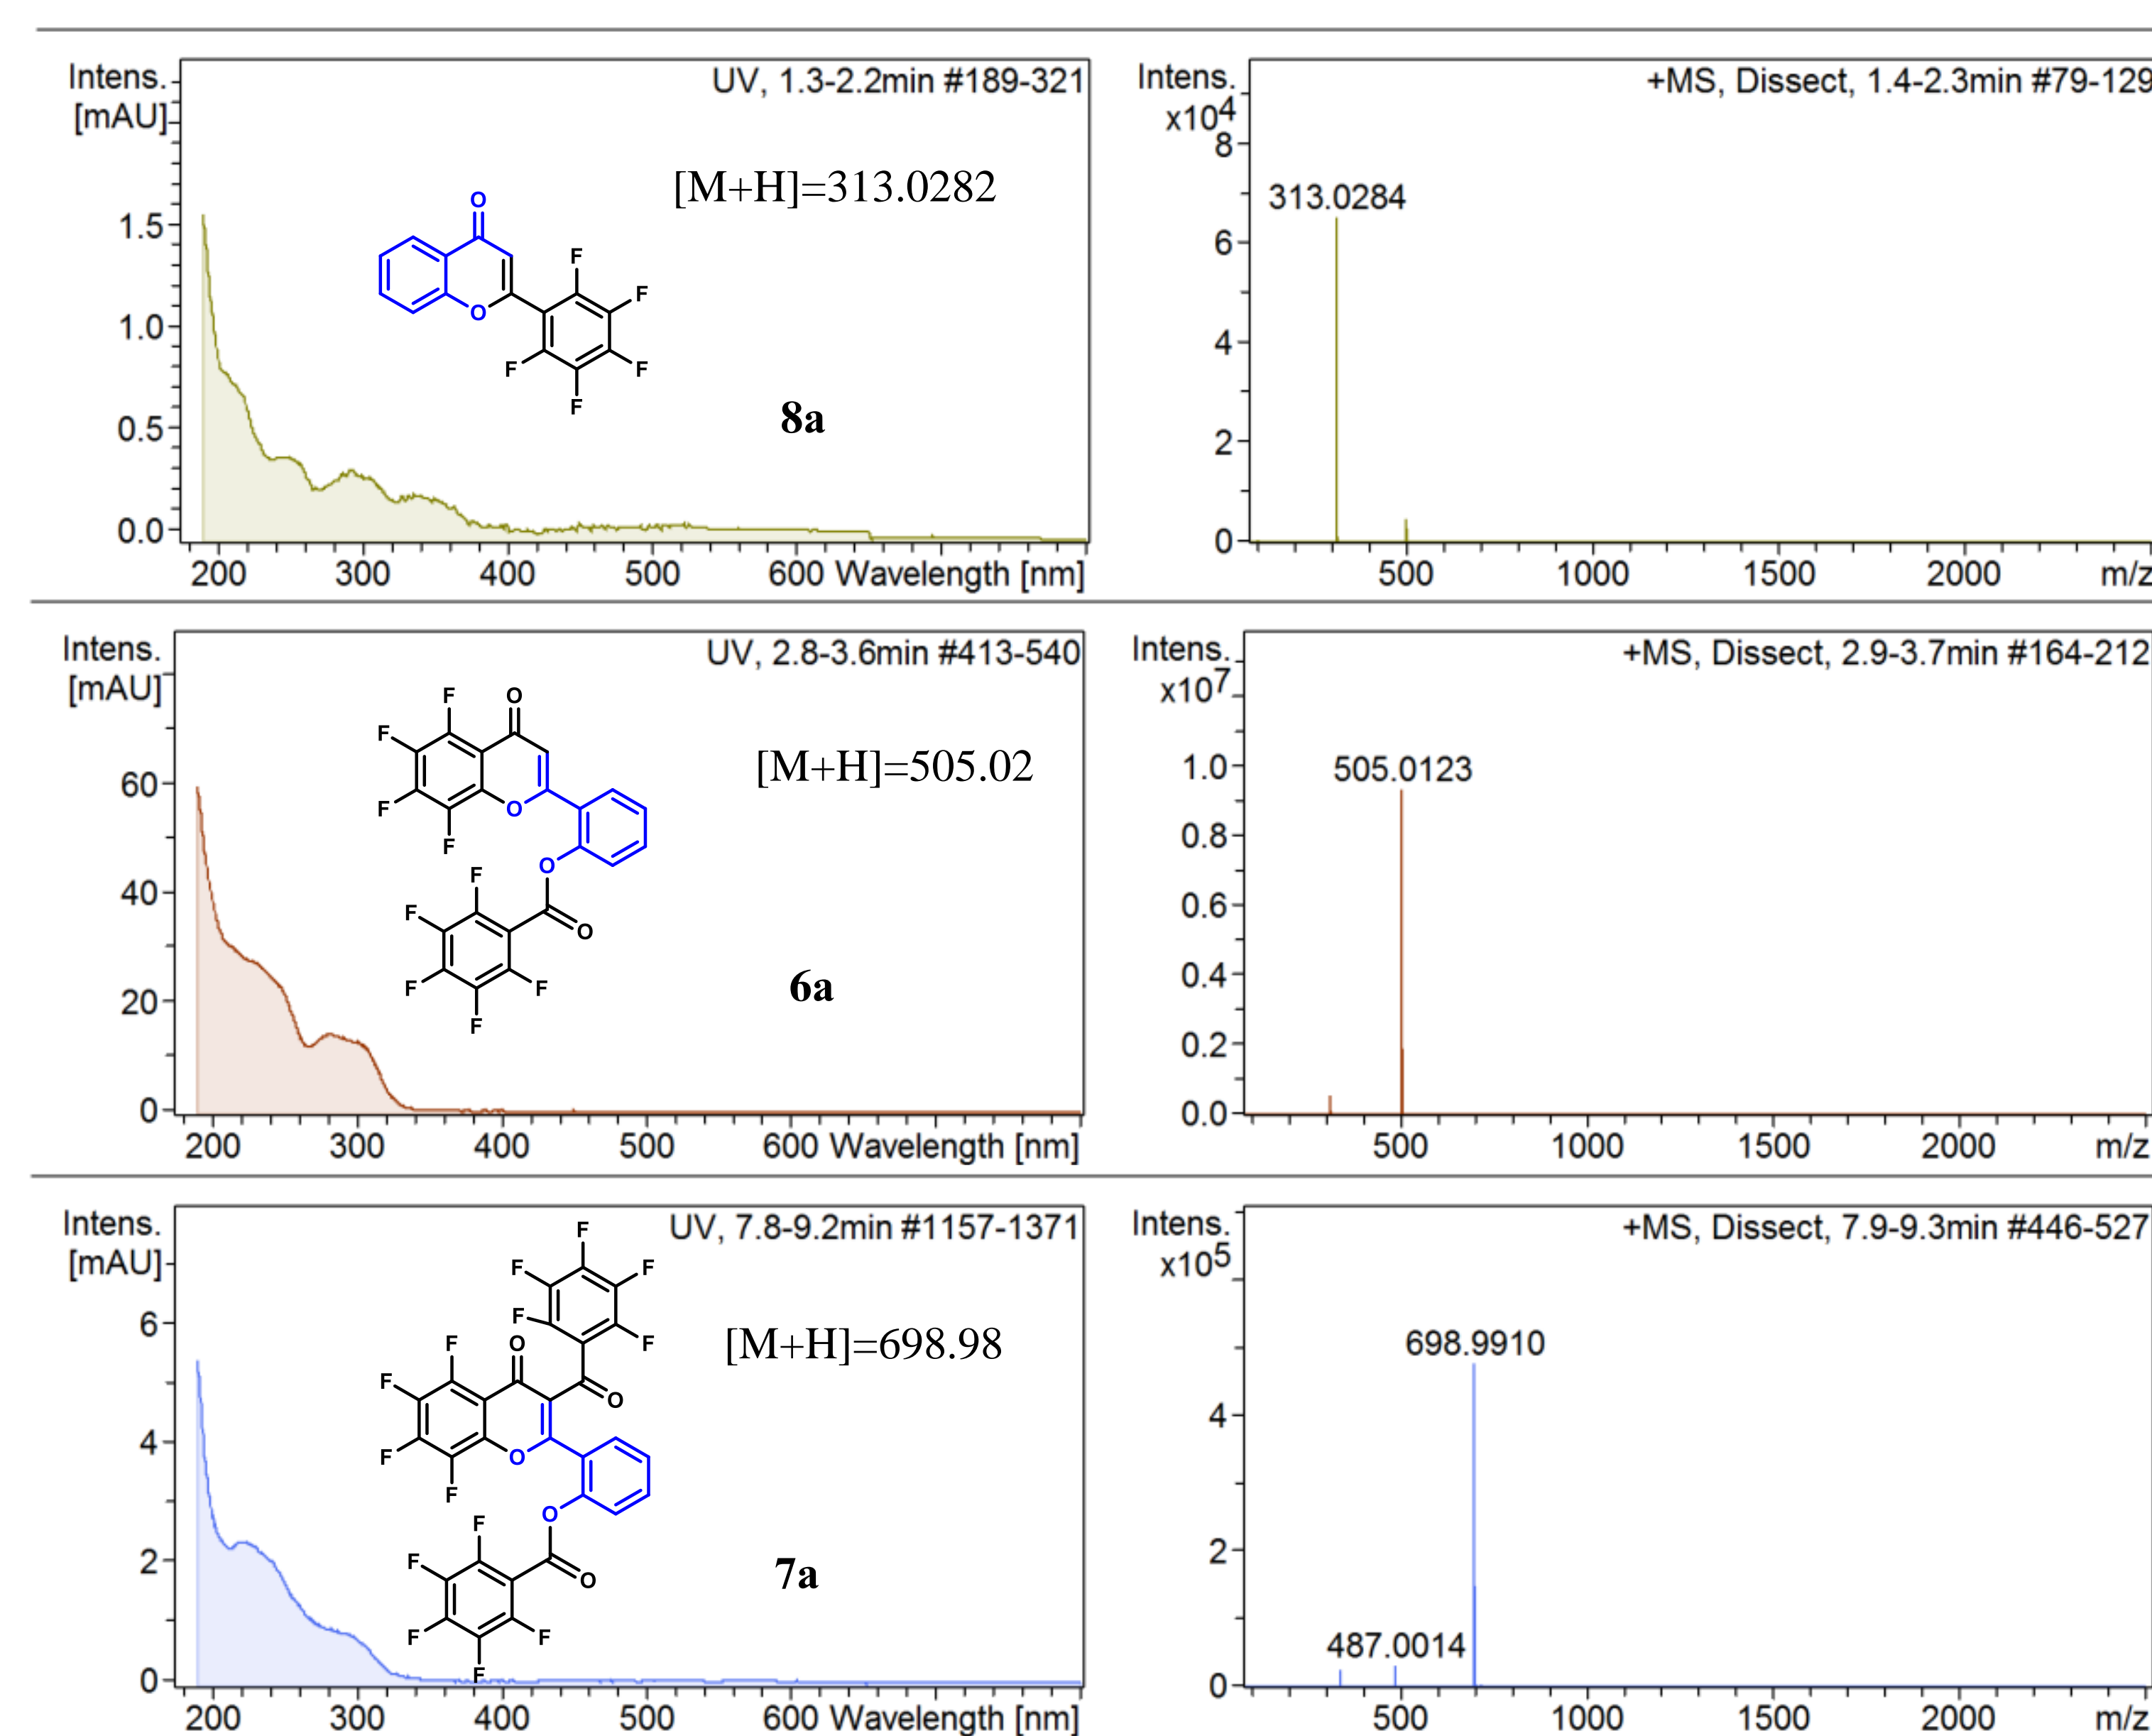 Intens.
[mAU]
UV, 1.3-2.2min #189-321
[M+H]=313.0282
O
O
F
F
F
F
F
8a
1.5
1.0
0.5
0.0
200 300 400 500 600 Wavelength [nm]
Intens.
x104
+MS, Dissect, 1.4-2.3min #79-129
313.0284
8
6
4
2
0
500 1000 1500 2000 m/z
Intens.
[mAU]
UV, 2.8-3.6min #413-540
[M+H]=505.02
F
O
F
F
O
F
O
F
F
O
F
F
F
6a
60
40
20
0
200 300 400 500 600 Wavelength [nm]
Intens.
x107
+MS, Dissect, 2.9-3.7min #164-212
505.0123
1.0
0.8
0.6
0.4
0.2
0.0
500 1000 1500 2000 m/z
Intens.
[mAU]
UV, 7.8-9.2min #1157-1371
[M+H]=698.98
F
F
F
F
F
F
O
F
O
F
O
F
O
F
F
O
F
F
F
7a
6
4
2
0
200 300 400 500 600 Wavelength [nm]
Intens.
x105
+MS, Dissect, 7.9-9.3min #446-527
698.9910
487.0014
4
2
0
500 1000 1500 2000 m/z